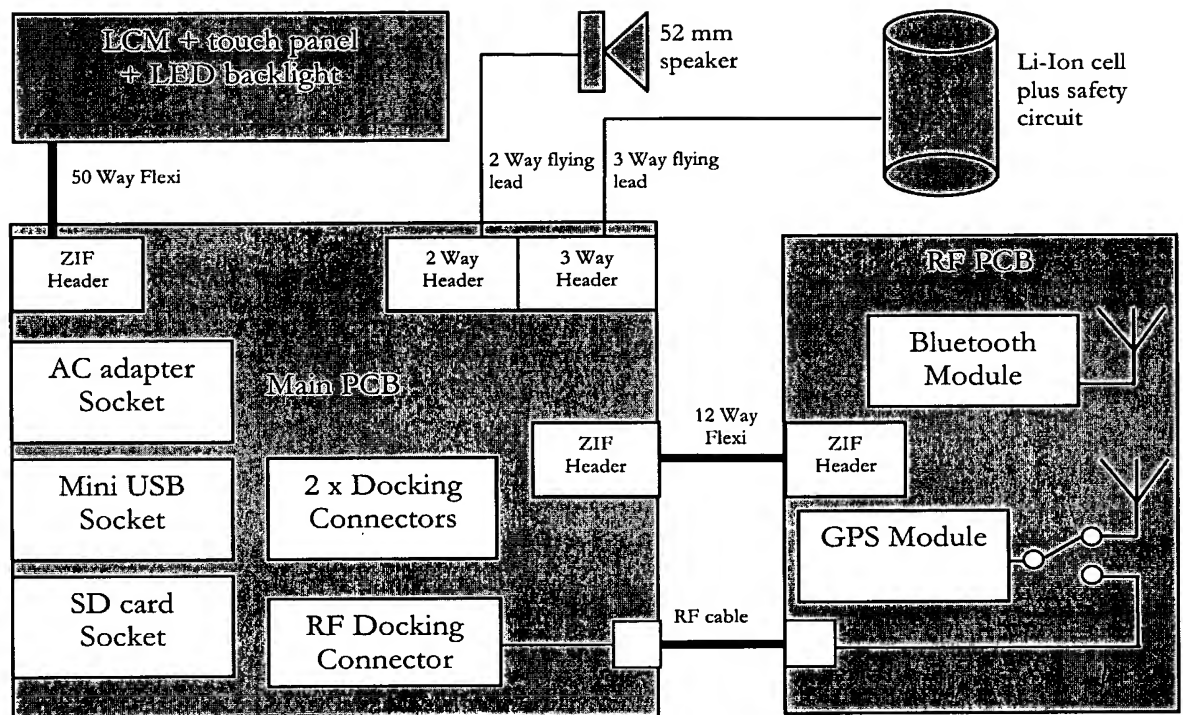 LCM + touch panel
+ LED backlight
52 mm
speaker
Li-Ion cell
plus safety
circuit
50 Way Flexi
2 Way flying
lead
3 Way flying
lead
ZIF
Header
2 Way
Header
3 Way
Header
RF PCB
Bluetooth
Module
AC adapter
Socket
Main PCB
12 Way
Flexi
ZIF
Header
ZIF
Header
Mini USB
Socket
2 x Docking
Connectors
GPS Module
SD card
Socket
RF Docking
Connector
RF cable